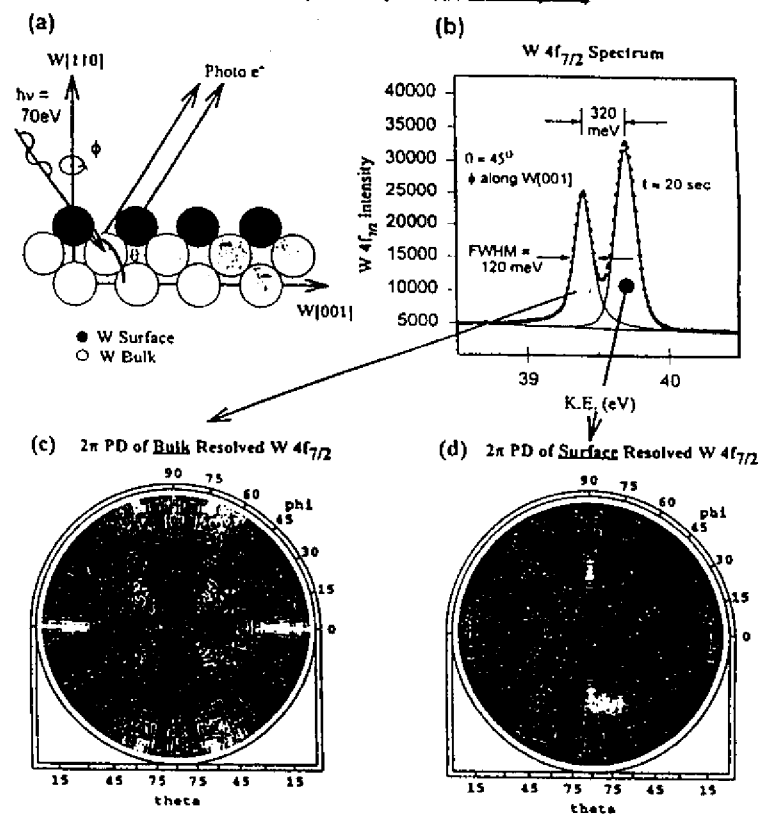 (a)
W[110]
hν =
70eV
ϕ
Photo e⁻
θ
W[001]
● W Surface
○ W Bulk
(b)
W 4f7/2 Spectrum
W 4f7/2 Intensity
40000
35000
30000
25000
20000
15000
10000
5000
320
meV
θ = 45°
ϕ along W[001]
t ≈ 20 sec
FWHM =
120 meV
39
40
K.E. (eV)
(c) 2π PD of Bulk Resolved W 4f7/2
90
75
60
45
30
15
0
phi
15 45 75 75 45 15
theta
(d) 2π PD of Surface Resolved W 4f7/2
90
75
60
45
30
15
0
phi
15 45 75 75 45 15
theta